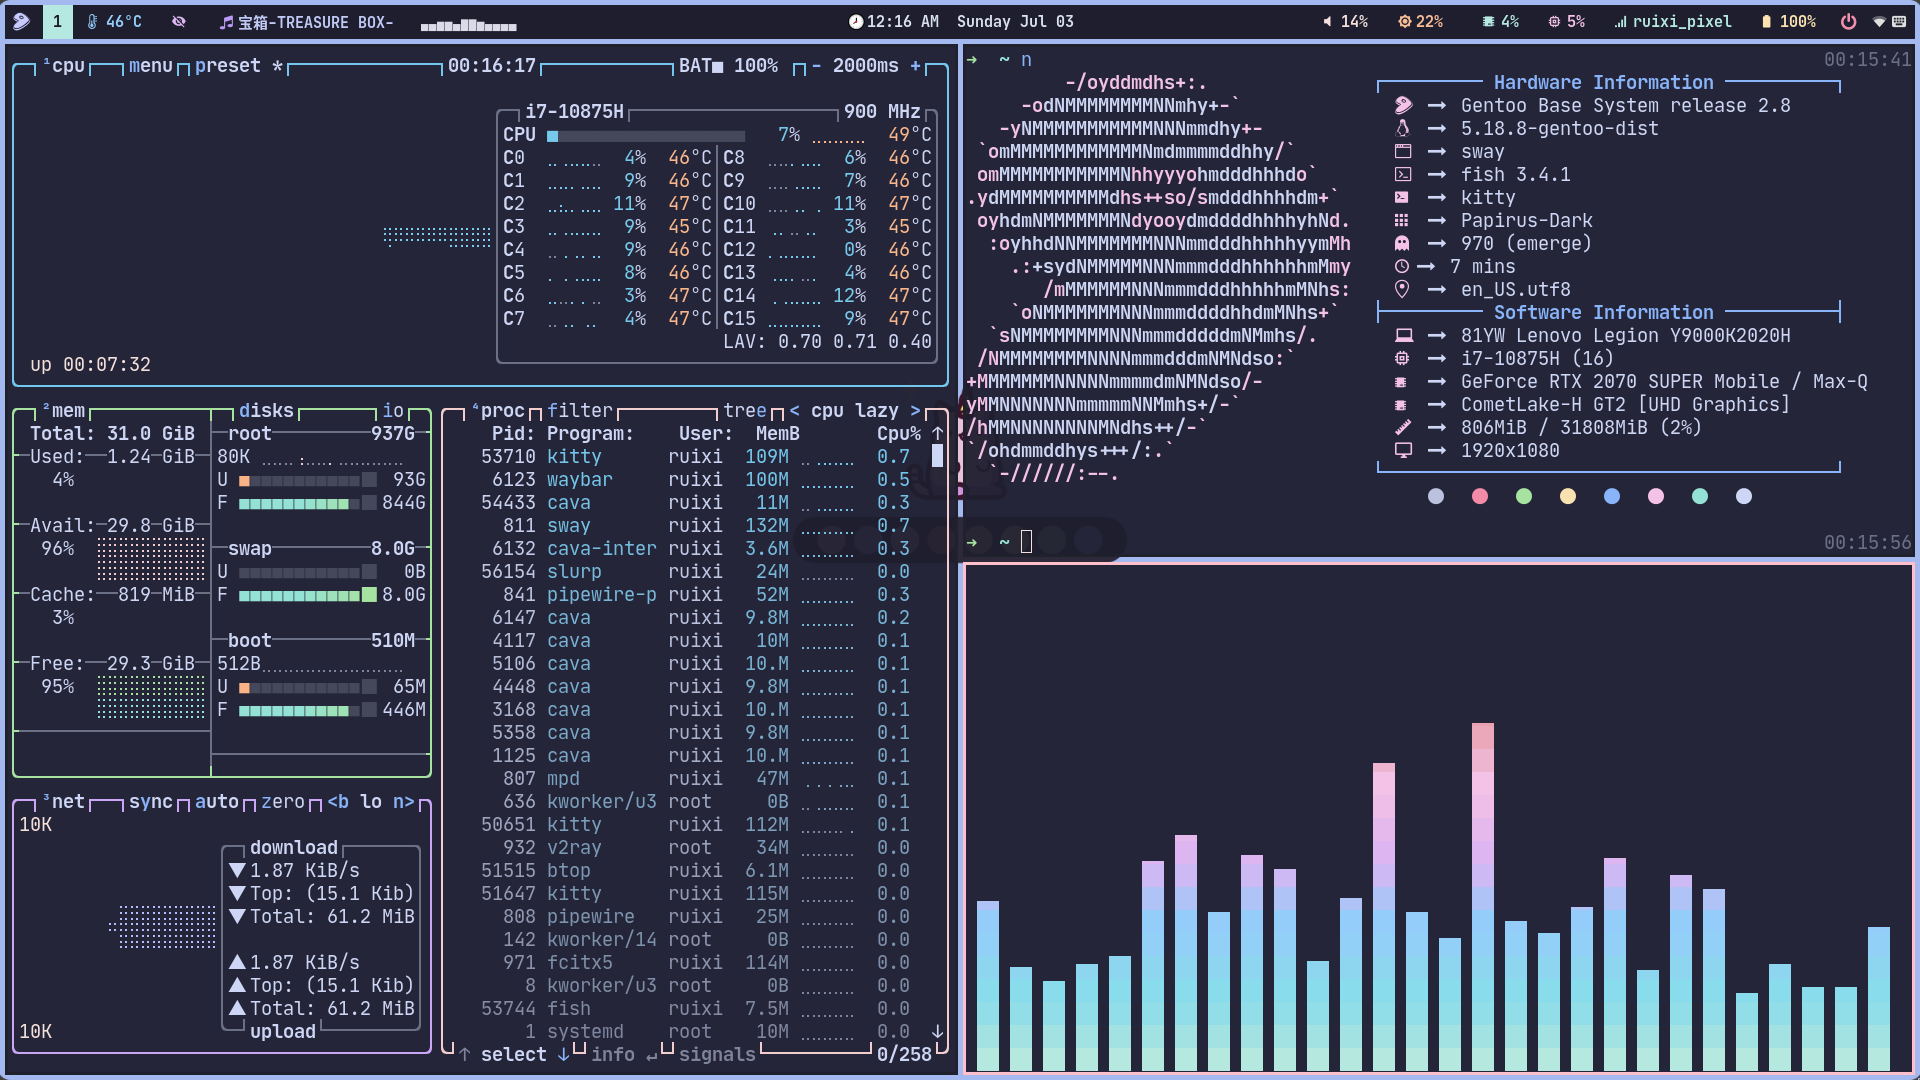 1 46°C 宝箱-TREASURE BOX- 12:16 AM Sunday Jul 03 14% 22% 4% 5% ruixi_pixel 100%
¹cpu menu preset * 00:16:17 BAT■ 100% - 2000ms +
i7-10875H 900 MHz
CPU 7% 49°C
C0 4% 46°C C8 6% 46°C
C1 9% 46°C C9 7% 46°C
C2 11% 47°C C10 11% 47°C
C3 9% 45°C C11 3% 45°C
C4 9% 46°C C12 0% 46°C
C5 8% 46°C C13 4% 46°C
C6 3% 47°C C14 12% 47°C
C7 4% 47°C C15 9% 47°C
LAV: 0.70 0.71 0.40
up 00:07:32
²mem disks io
Total: 31.0 GiB root 937G
Used: 1.24 GiB 80K
4% U 93G
F 844G
Avail: 29.8 GiB
96% swap 8.0G
U 0B
Cache: 819 MiB F 8.0G
3%
boot 510M
Free: 29.3 GiB 512B
95% U 65M
F 446M
³net sync auto zero <b lo n>
10K
download
▼1.87 KiB/s
▼Top: (15.1 Kib)
▼Total: 61.2 MiB
▲1.87 KiB/s
▲Top: (15.1 Kib)
▲Total: 61.2 MiB
10K upload
⁴proc filter tree < cpu lazy >
Pid: Program: User: MemB Cpu% ↑
53710 kitty ruixi 109M 0.7
6123 waybar ruixi 100M 0.5
54433 cava ruixi 11M 0.3
811 sway ruixi 132M 0.7
6132 cava-inter ruixi 3.6M 0.3
56154 slurp ruixi 24M 0.0
841 pipewire-p ruixi 52M 0.3
6147 cava ruixi 9.8M 0.2
4117 cava ruixi 10M 0.1
5106 cava ruixi 10.M 0.1
4448 cava ruixi 9.8M 0.1
3168 cava ruixi 10.M 0.1
5358 cava ruixi 9.8M 0.1
1125 cava ruixi 10.M 0.1
807 mpd ruixi 47M 0.1
636 kworker/u3 root 0B 0.1
50651 kitty ruixi 112M 0.1
932 v2ray root 34M 0.0
51515 btop ruixi 6.1M 0.0
51647 kitty ruixi 115M 0.0
808 pipewire ruixi 25M 0.0
142 kworker/14 root 0B 0.0
971 fcitx5 ruixi 114M 0.0
8 kworker/u3 root 0B 0.0
53744 fish ruixi 7.5M 0.0
1 systemd root 10M 0.0 ↓
↑ select ↓ info ↵ signals 0/258
→ ~ n 00:15:41
-/oyddmdhs+:.
-odNMMMMMMMMNNmhy+-`
-yNMMMMMMMMMMMNNNmmdhy+-
`omMMMMMMMMMMMMNmdmmmmddhhy/`
omMMMMMMMMMMMNhhyyyohmdddhhhdo`
.ydMMMMMMMMMMdhs++so/smdddhhhhdm+`
oyhdmNMMMMMMMNdyooydmddddhhhhyhNd.
:oyhhdNNMMMMMMMNNNmmdddhhhhhyymMh
.:+sydNMMMMMNNNmmmdddhhhhhhmMmy
/mMMMMMMNNNmmmdddhhhhhmMNhs:
`oNMMMMMMMNNNmmmddddhhdmMNhs+`
`sNMMMMMMMMNNNmmmdddddmNMmhs/.
/NMMMMMMMMNNNNmmmdddmNMNdso:`
+MMMMMMMNNNNNmmmmdmNMNdso/-
yMMNNNNNNNmmmmmNNMmhs+/-`
/hMMNNNNNNNNMNdhs++/-`
`/ohdmmddhys+++/:.`
`-//////:--.
Hardware Information
→ Gentoo Base System release 2.8
→ 5.18.8-gentoo-dist
→ sway
→ fish 3.4.1
→ kitty
→ Papirus-Dark
→ 970 (emerge)
→ 7 mins
→ en_US.utf8
Software Information
→ 81YW Lenovo Legion Y9000K2020H
→ i7-10875H (16)
→ GeForce RTX 2070 SUPER Mobile / Max-Q
→ CometLake-H GT2 [UHD Graphics]
→ 806MiB / 31808MiB (2%)
→ 1920x1080
→ ~ 00:15:56